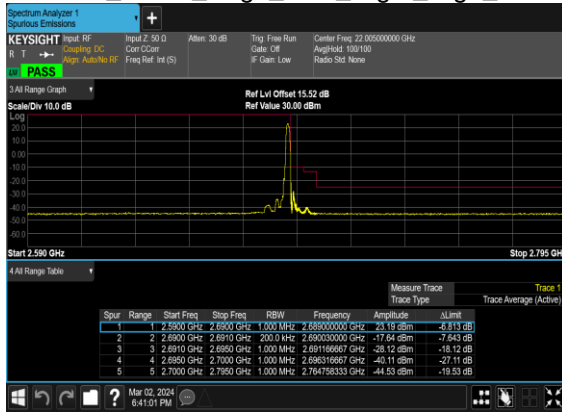 Spectrum Analyzer 1
Spurious Emissions
+
KEYSIGHT Input: RF Input Z: 50 Ω Atten: 30 dB Trig: Free Run Center Freq: 22.005000000 GHz
R T Coupling: DC Corr CCorr Gate: Off Avg|Hold: 100/100
Align: Auto/No RF Freq Ref: Int (S) IF Gain: Low Radio Std: None
PASS
3 All Range Graph
Scale/Div 10.0 dB
Ref Lvl Offset 15.52 dB
Ref Value 30.00 dBm
Log
20.0
10.0
0.00
-10.0
-20.0
-30.0
-40.0
-50.0
-60.0
Start 2.590 GHz Stop 2.795 GH
4 All Range Table
Measure Trace Trace 1
Trace Type Trace Average (Active)
Spur Range Start Freq Stop Freq RBW Frequency Amplitude ΔLimit
1 1 2.5900 GHz 2.6900 GHz 1.000 MHz 2.689000000 GHz 23.19 dBm -6.813 dB
2 2 2.6900 GHz 2.6910 GHz 200.0 kHz 2.690030000 GHz -17.64 dBm -7.643 dB
3 3 2.6910 GHz 2.6950 GHz 1.000 MHz 2.691166667 GHz -28.12 dBm -18.12 dB
4 4 2.6950 GHz 2.7000 GHz 1.000 MHz 2.696316667 GHz -40.11 dBm -27.11 dB
5 5 2.7000 GHz 2.7950 GHz 1.000 MHz 2.764758333 GHz -44.53 dBm -19.53 dB
?
Mar 02, 2024
6:41:01 PM